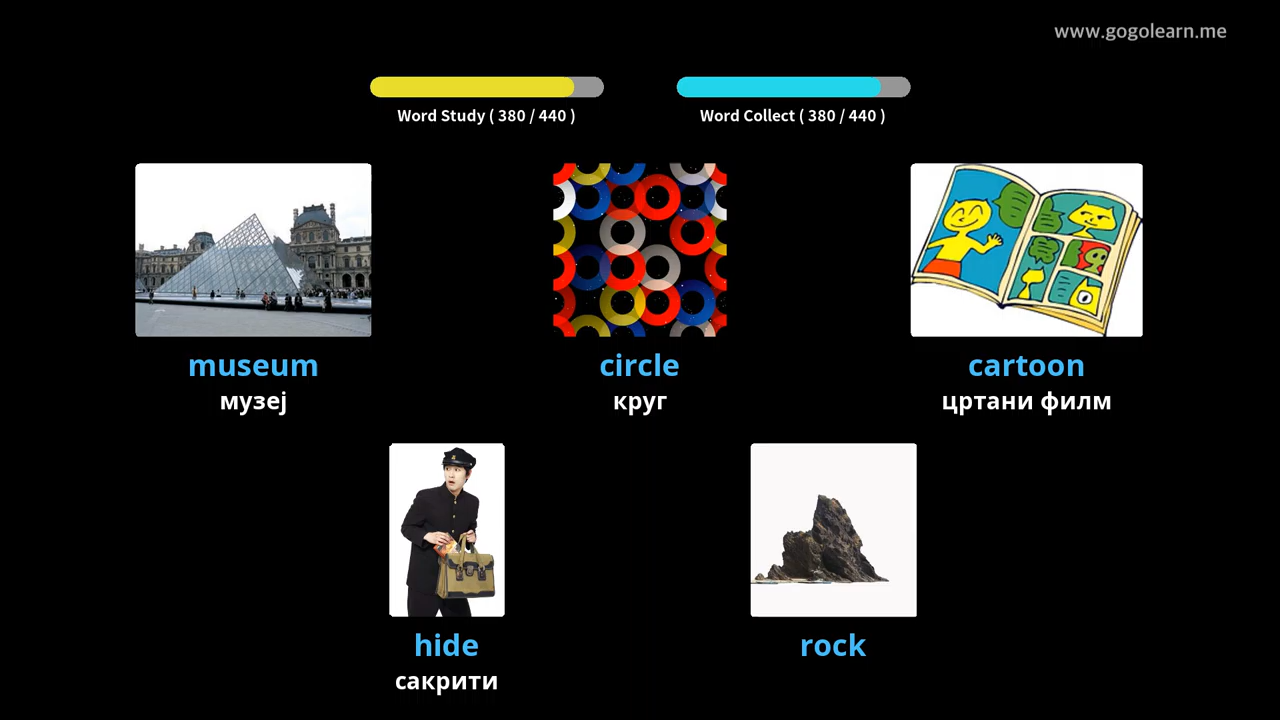 www.gogolearn.me
Word Study ( 380 / 440 )
Word Collect ( 380 / 440 )
museum
музеј
circle
круг
cartoon
цртани филм
hide
сакрити
rock